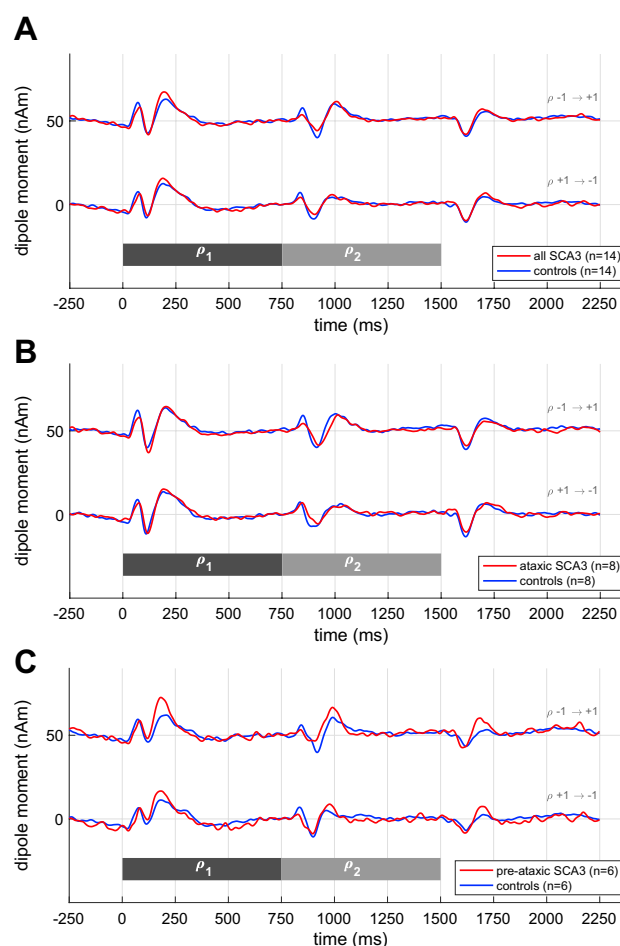 A
dipole moment (nAm)
50
0
ρ -1 → +1
ρ +1 → -1
ρ1
ρ2
all SCA3 (n=14)
controls (n=14)
-250 0 250 500 750 1000 1250 1500 1750 2000 2250
time (ms)
B
dipole moment (nAm)
50
0
ρ -1 → +1
ρ +1 → -1
ρ1
ρ2
ataxic SCA3 (n=8)
controls (n=8)
-250 0 250 500 750 1000 1250 1500 1750 2000 2250
time (ms)
C
dipole moment (nAm)
50
0
ρ -1 → +1
ρ +1 → -1
ρ1
ρ2
pre-ataxic SCA3 (n=6)
controls (n=6)
-250 0 250 500 750 1000 1250 1500 1750 2000 2250
time (ms)